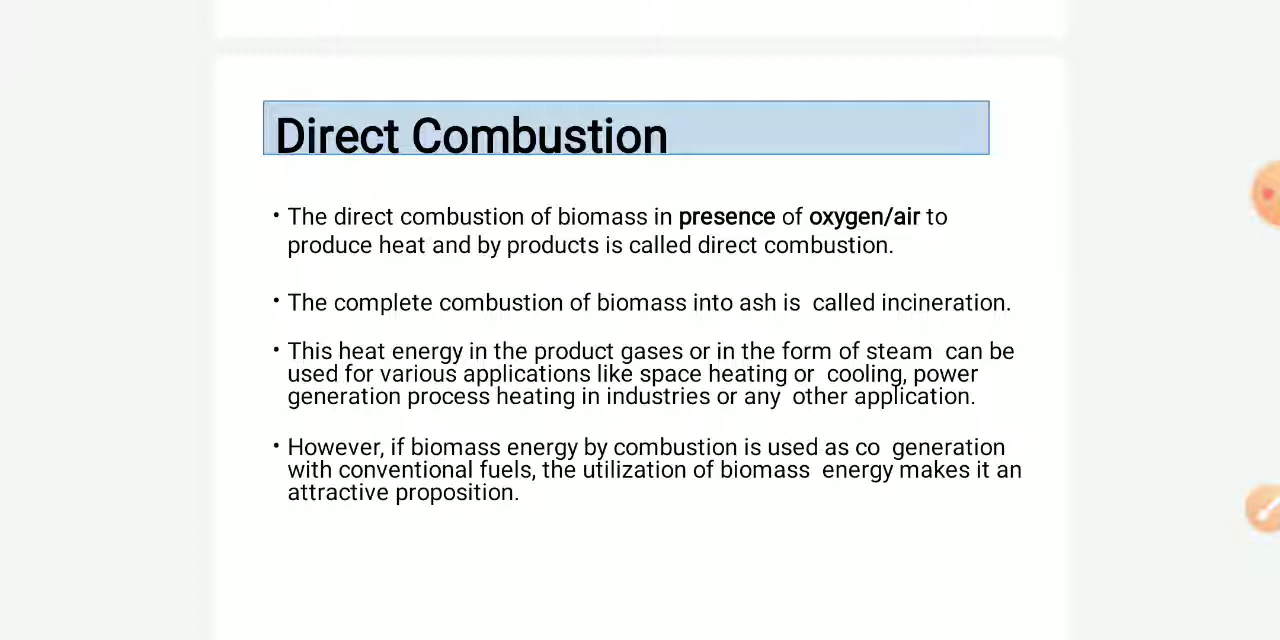 Direct Combustion
• The direct combustion of biomass in presence of oxygen/air to
produce heat and by products is called direct combustion.
• The complete combustion of biomass into ash is called incineration.
• This heat energy in the product gases or in the form of steam can be
used for various applications like space heating or cooling, power
generation process heating in industries or any other application.
• However, if biomass energy by combustion is used as co generation
with conventional fuels, the utilization of biomass energy makes it an
attractive proposition.